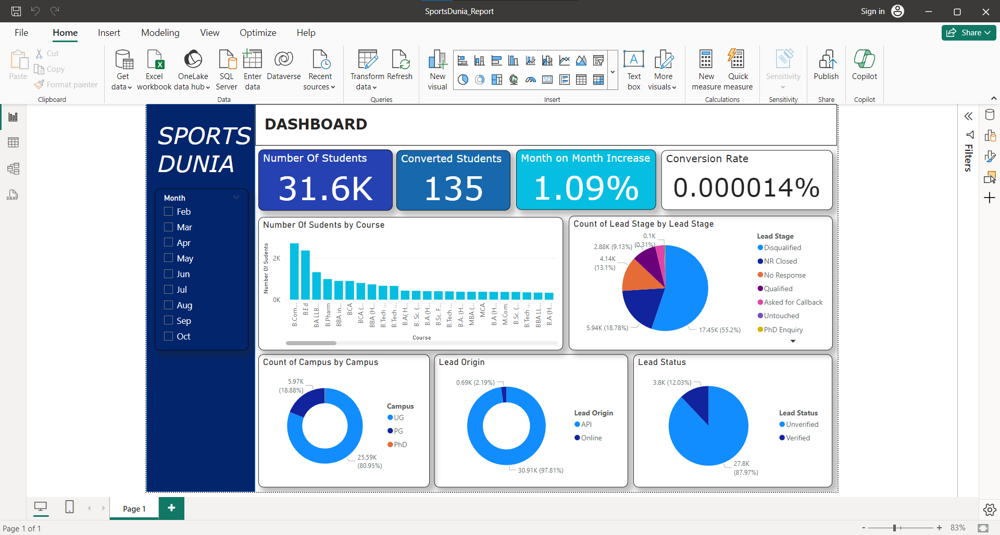 SportsDunia_Report
Sign in
File Home Insert Modeling View Optimize Help
Share
Paste
Cut
Copy
Format painter
Clipboard
Get data
Excel workbook
OneLake data hub
SQL Server
Enter data
Dataverse
Recent sources
Data
Transform data
Refresh
Queries
New visual
123
Insert
A
Text box
More visuals
New measure
Quick measure
Calculations
Sensitivity
Sensitivity
Publish
Share
Copilot
Copilot
DAX
SPORTS
DUNIA
DASHBOARD
Month
Feb
Mar
Apr
May
Jun
Jul
Aug
Sep
Oct
Number Of Students
31.6K
Converted Students
135
Month on Month Increase
1.09%
Conversion Rate
0.000014%
Filters
Number Of Sudents by Course
Number Of Sudents
2K
0K
B.Com...
B.Ed
BA LLB...
B.Pharm
BBA in...
BCA
BCA (...
BBA (H...
B.Tech ...
B.Tech ...
B.A( H...
B. Sc. (...
B.A (H...
B.Sc. F...
B.Tech ...
B.A. (H...
MBA (...
MCA
B.A (H...
M.Com.
B.Sc. (...
B.Tech ...
BBA LL...
B.A (H...
Course
Count of Lead Stage by Lead Stage
0.1K
(0.31%)
2.88K (9.13%)
4.14K
(13.1%)
5.94K (18.78%)
17.45K (55.2%)
Lead Stage
Disqualified
NR Closed
No Response
Qualified
Asked for Callback
Untouched
PhD Enquiry
Count of Campus by Campus
5.97K
(18.88%)
25.59K
(80.95%)
Campus
UG
PG
PhD
Lead Origin
0.69K (2.19%)
30.91K (97.81%)
Lead Origin
API
Online
Lead Status
3.8K (12.03%)
27.8K
(87.97%)
Lead Status
Unverified
Verified
Page 1
+
Page 1 of 1
- + 83%